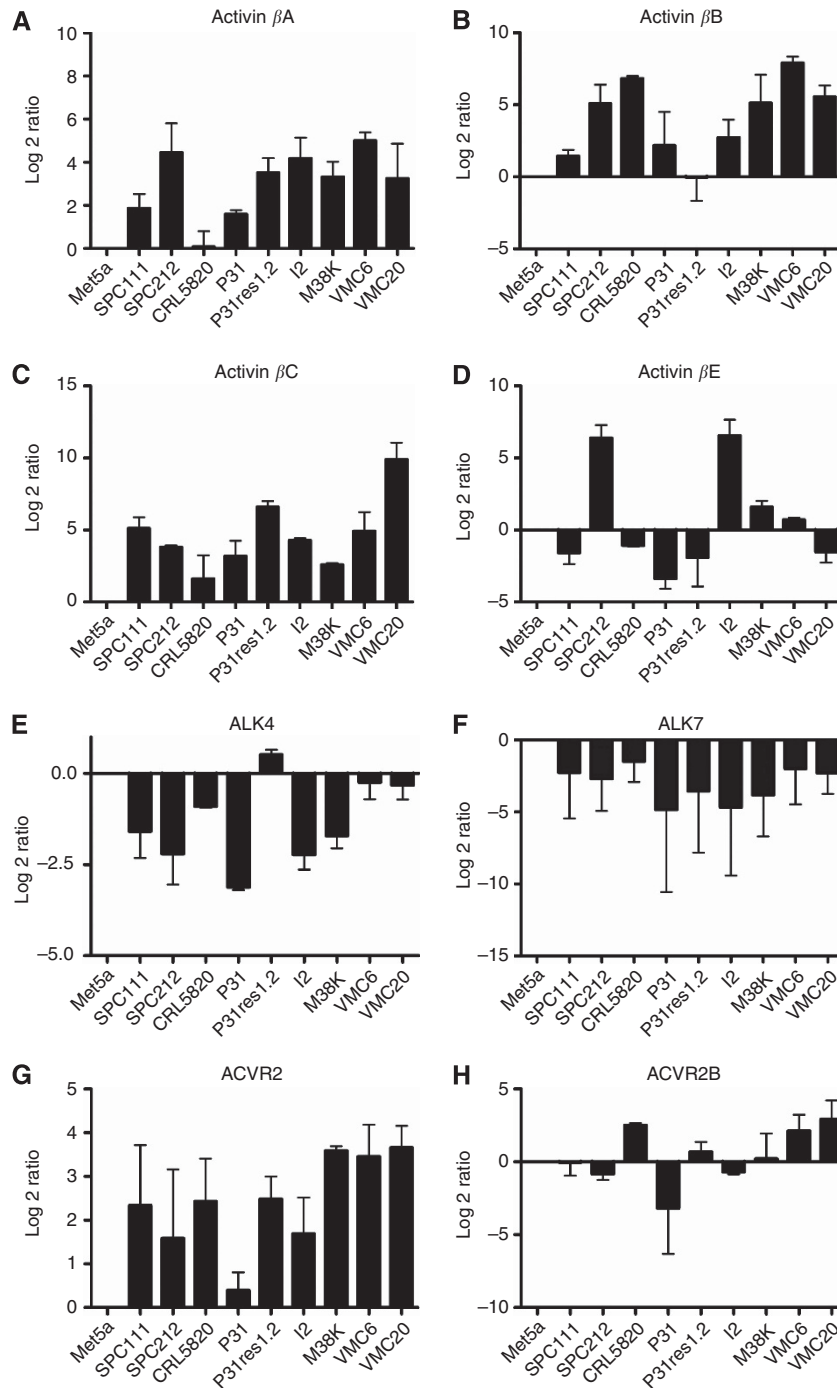 A
Activin βA
Log 2 ratio
10
8
6
4
2
0
Met5a
SPC111
SPC212
CRL5820
P31
P31res1.2
I2
M38K
VMC6
VMC20
B
Activin βB
Log 2 ratio
10
5
0
−5
Met5a
SPC111
SPC212
CRL5820
P31
P31res1.2
I2
M38K
VMC6
VMC20
C
Activin βC
Log 2 ratio
15
10
5
0
Met5a
SPC111
SPC212
CRL5820
P31
P31res1.2
I2
M38K
VMC6
VMC20
D
Activin βE
Log 2 ratio
10
5
0
−5
Met5a
SPC111
SPC212
CRL5820
P31
P31res1.2
I2
M38K
VMC6
VMC20
E
ALK4
Log 2 ratio
0.0
−2.5
−5.0
Met5a
SPC111
SPC212
CRL5820
P31
P31res1.2
I2
M38K
VMC6
VMC20
F
ALK7
Log 2 ratio
0
−5
−10
−15
Met5a
SPC111
SPC212
CRL5820
P31
P31res1.2
I2
M38K
VMC6
VMC20
G
ACVR2
Log 2 ratio
5
4
3
2
1
0
Met5a
SPC111
SPC212
CRL5820
P31
P31res1.2
I2
M38K
VMC6
VMC20
H
ACVR2B
Log 2 ratio
5
0
−5
−10
Met5a
SPC111
SPC212
CRL5820
P31
P31res1.2
I2
M38K
VMC6
VMC20